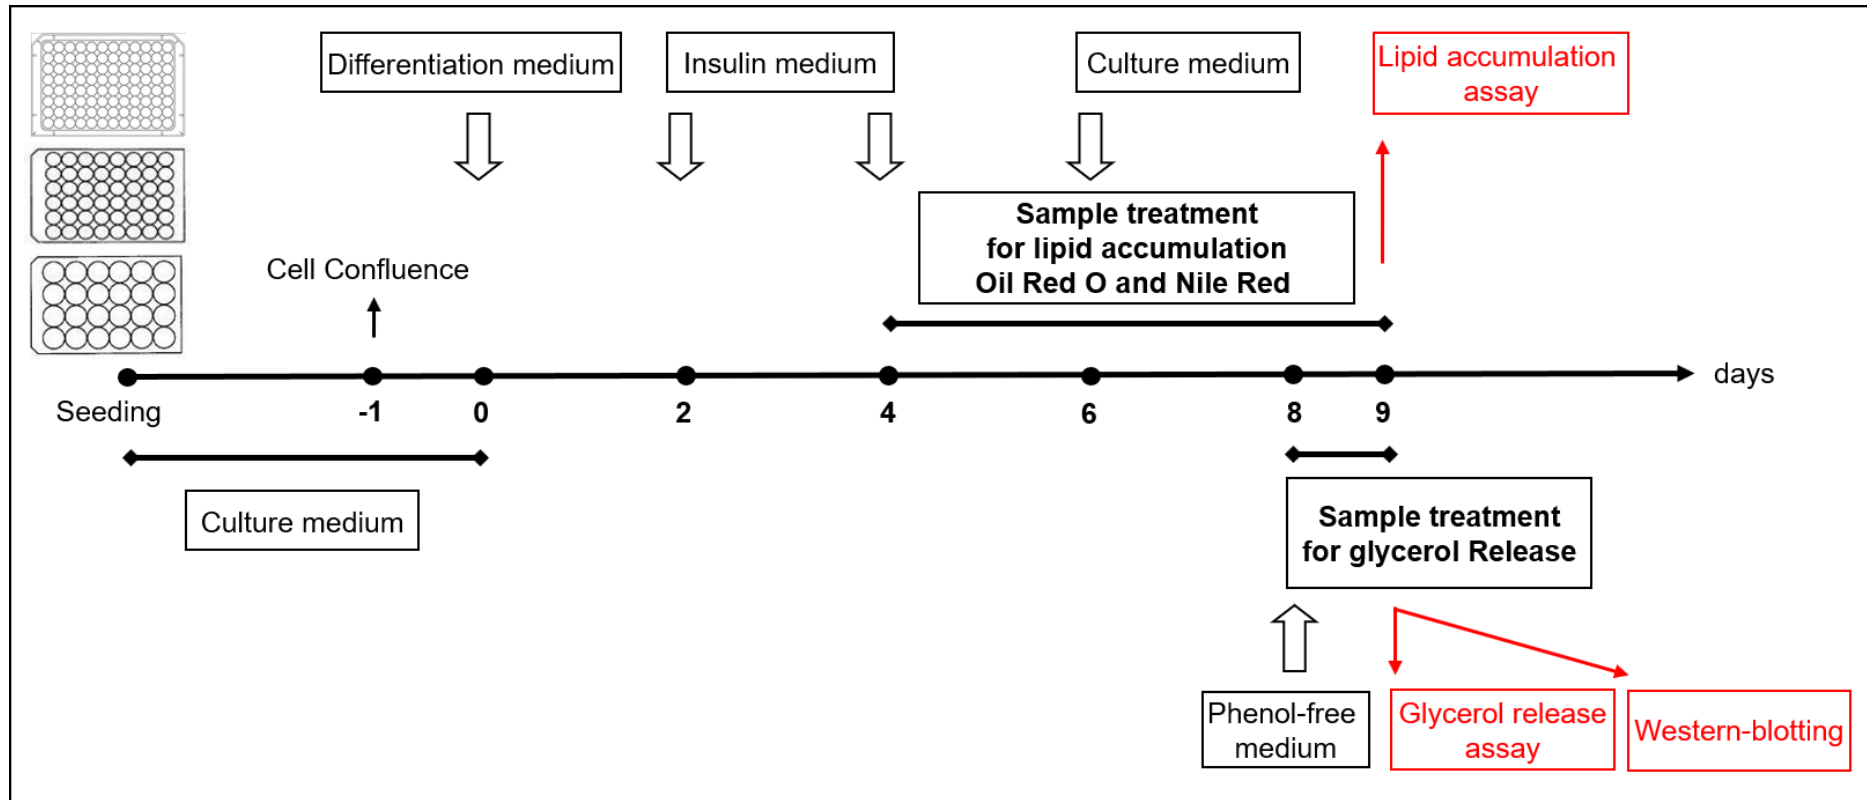 Differentiation medium
Insulin medium
Culture medium
Lipid accumulation
assay
Sample treatment
for lipid accumulation
Oil Red O and Nile Red
Cell Confluence
days
Seeding
-1
0
2
4
6
8
9
Culture medium
Sample treatment
for glycerol Release
Phenol-free
medium
Glycerol release
assay
Western-blotting